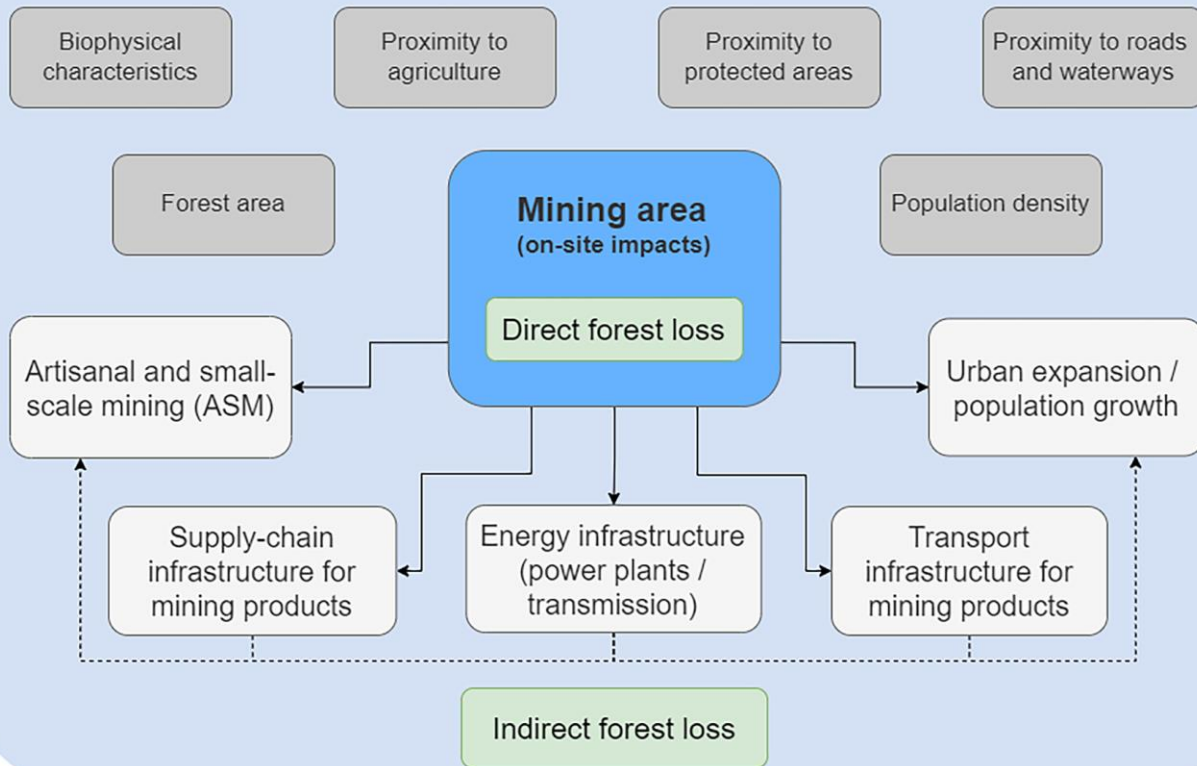 Biophysical
characteristics
Proximity to
agriculture
Proximity to
protected areas
Proximity to roads
and waterways
Forest area
Mining area
(on-site impacts)
Population density
Direct forest loss
Artisanal and small-
scale mining (ASM)
Urban expansion /
population growth
Supply-chain
infrastructure for
mining products
Energy infrastructure
(power plants /
transmission)
Transport
infrastructure for
mining products
Indirect forest loss